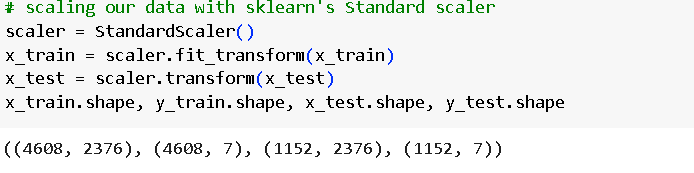 # scaling our data with sklearn's Standard scaler
scaler = StandardScaler()
x_train = scaler.fit_transform(x_train)
x_test = scaler.transform(x_test)
x_train.shape, y_train.shape, x_test.shape, y_test.shape
((4608, 2376), (4608, 7), (1152, 2376), (1152, 7))